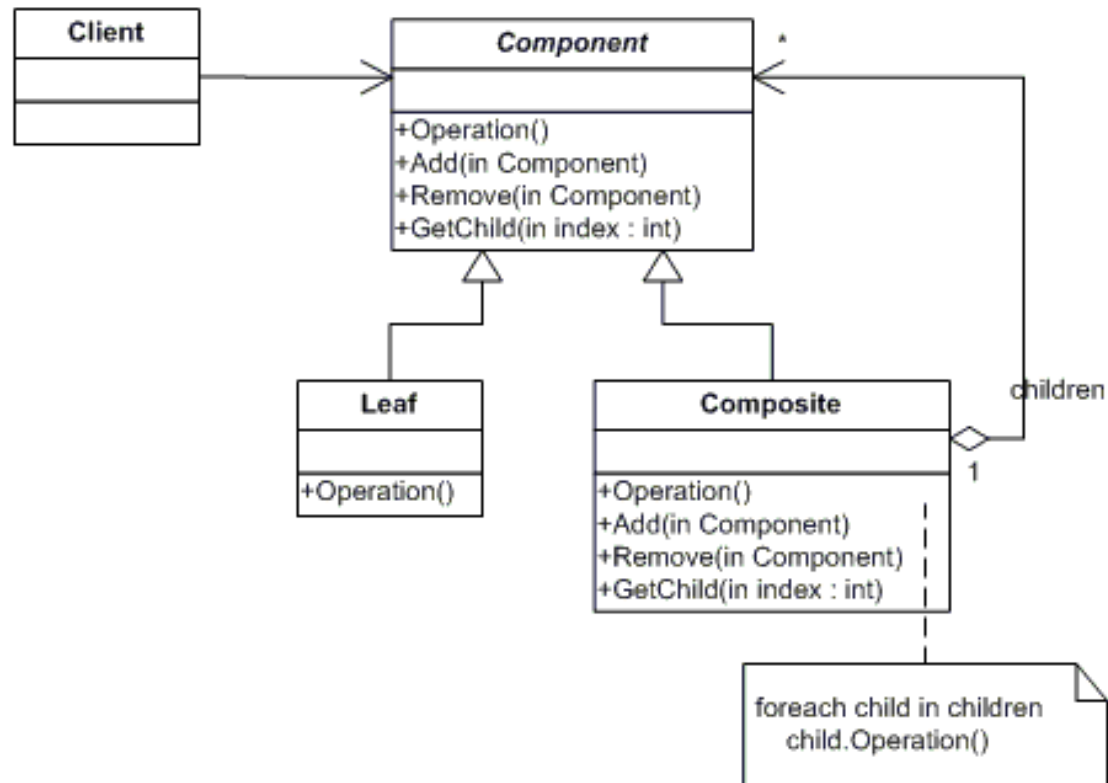 Client
Component
*
+Operation()
+Add(in Component)
+Remove(in Component)
+GetChild(in index : int)
children
Leaf
+Operation()
Composite
1
+Operation()
+Add(in Component)
+Remove(in Component)
+GetChild(in index : int)
foreach child in children
child.Operation()